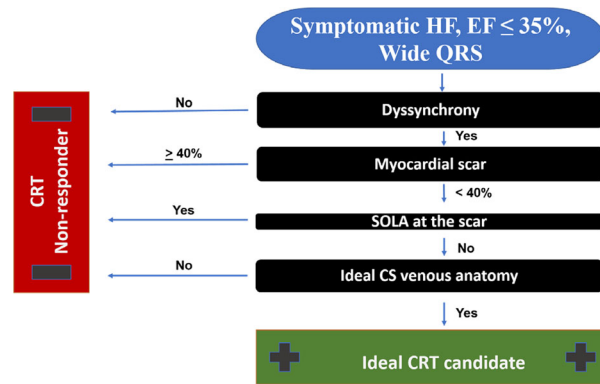 Symptomatic HF, EF ≤ 35%,
Wide QRS
Dyssynchrony
No
Yes
Myocardial scar
≥ 40%
< 40%
SOLA at the scar
Yes
No
Ideal CS venous anatomy
No
Yes
Ideal CRT candidate
CRT
Non-responder